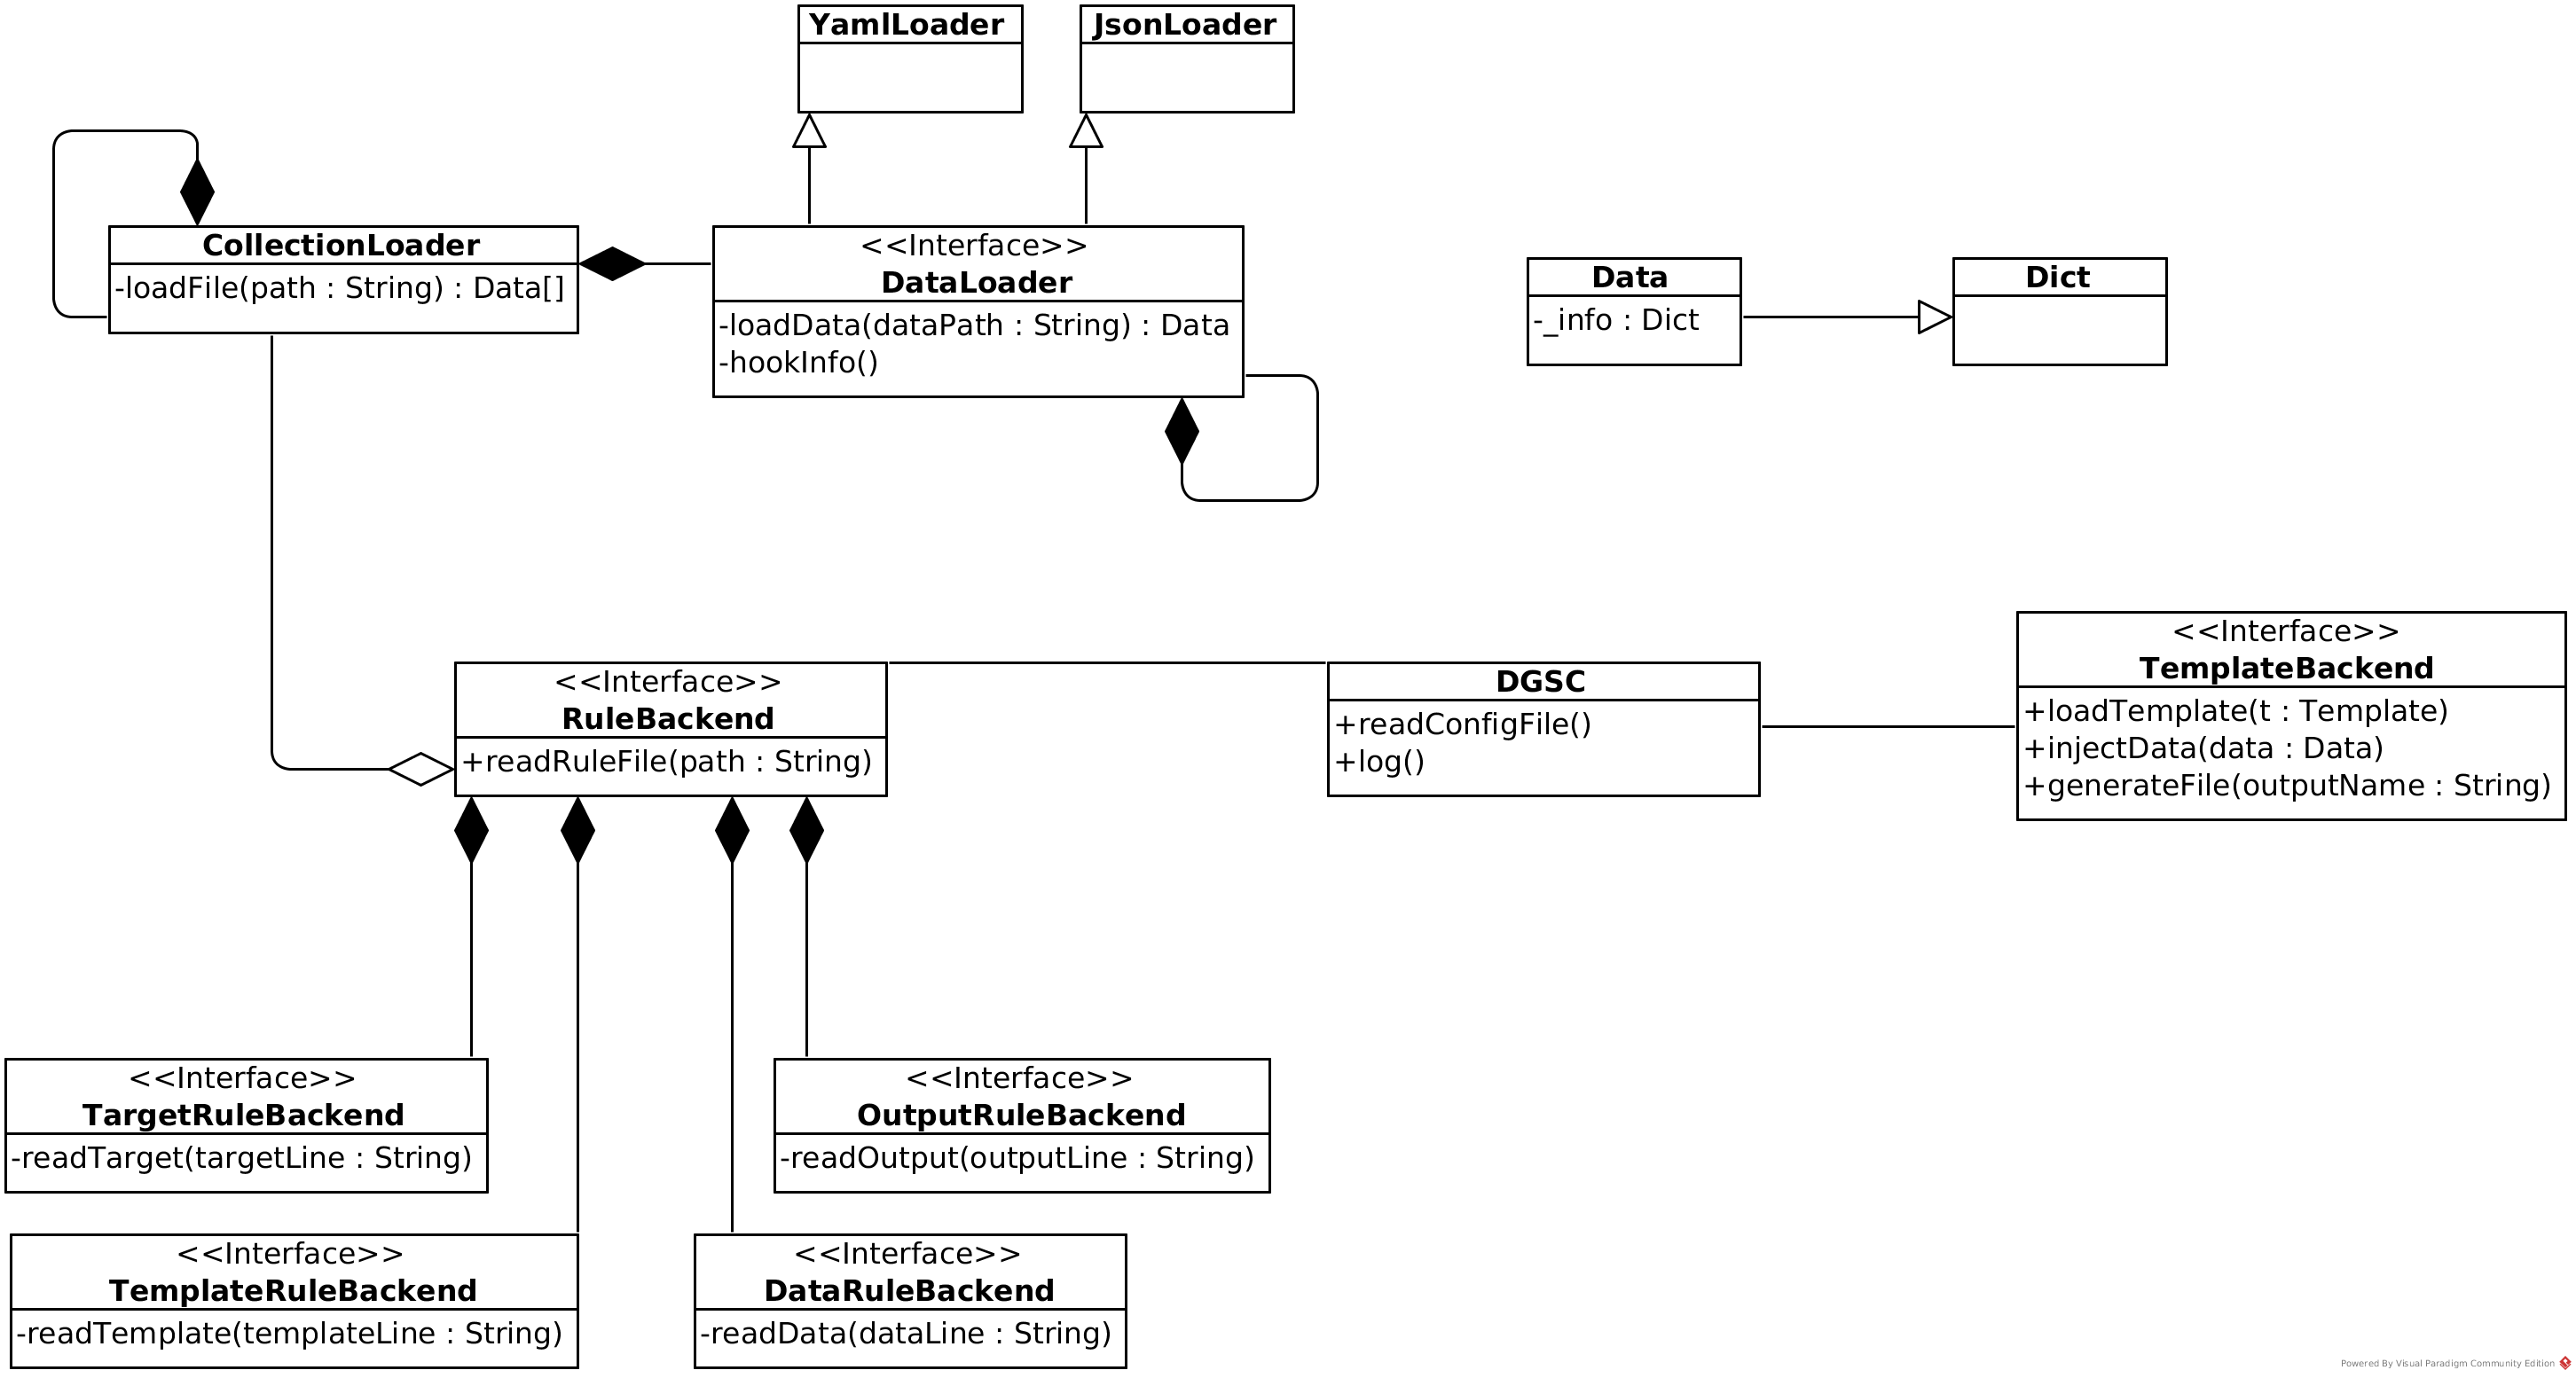 YamlLoader
JsonLoader
CollectionLoader
-loadFile(path : String) : Data[]
<<Interface>>
DataLoader
-loadData(dataPath : String) : Data
-hookInfo()
Data
-_info : Dict
Dict
<<Interface>>
RuleBackend
+readRuleFile(path : String)
DGSC
+readConfigFile()
+log()
<<Interface>>
TemplateBackend
+loadTemplate(t : Template)
+injectData(data : Data)
+generateFile(outputName : String)
<<Interface>>
TargetRuleBackend
-readTarget(targetLine : String)
<<Interface>>
OutputRuleBackend
-readOutput(outputLine : String)
<<Interface>>
TemplateRuleBackend
-readTemplate(templateLine : String)
<<Interface>>
DataRuleBackend
-readData(dataLine : String)
Powered By Visual Paradigm Community Edition